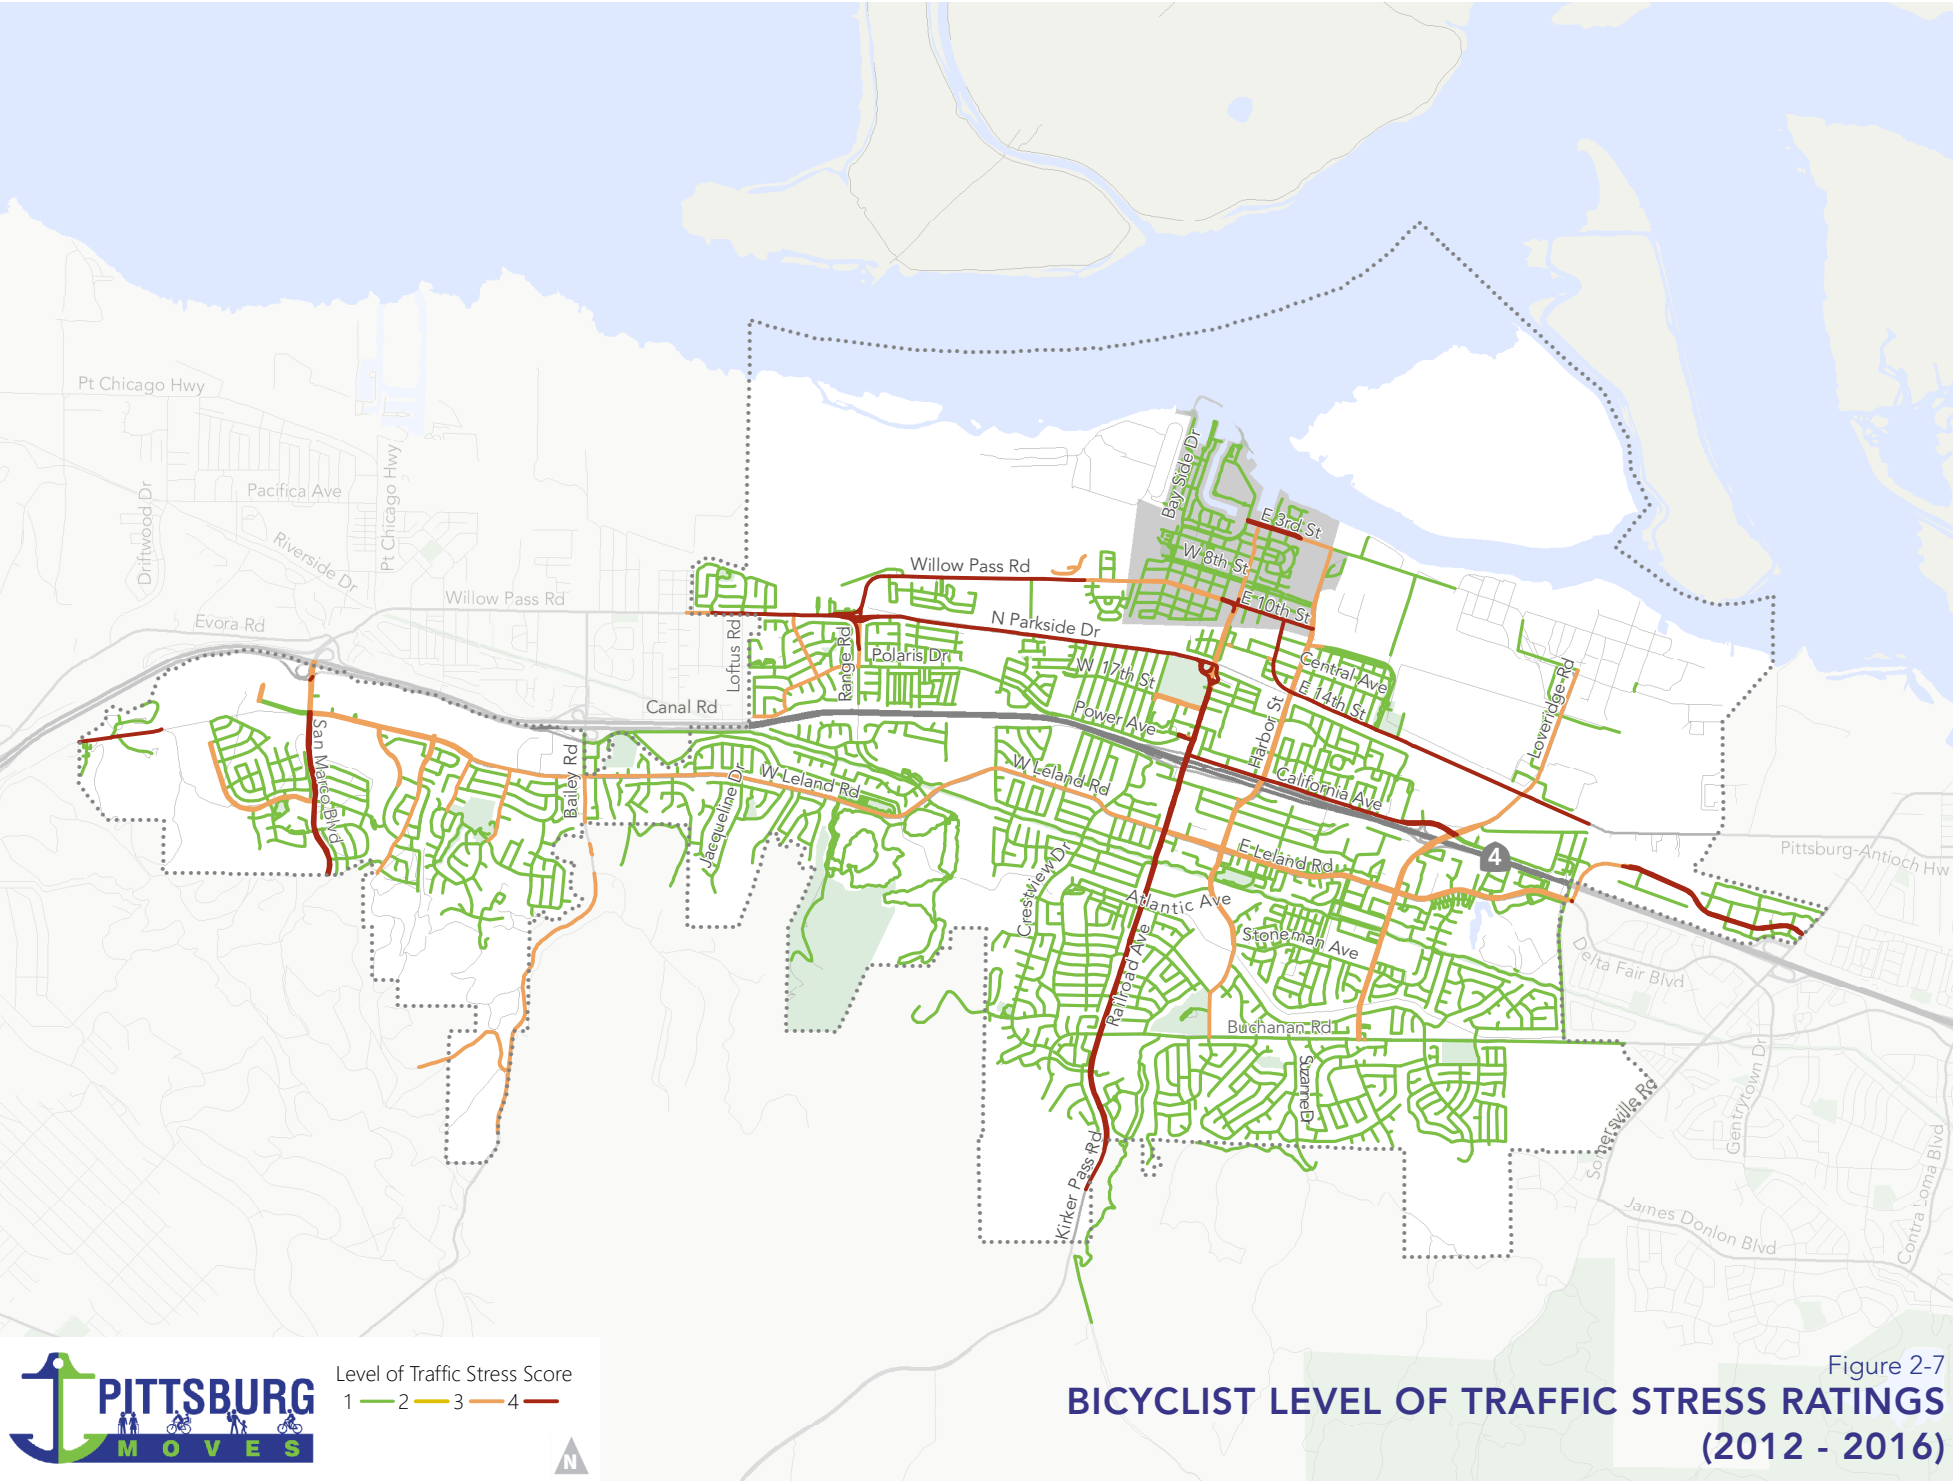 Pt Chicago Hwy
Pacifica Ave
Driftwood Dr
Pt Chicago Hwy
Riverside Dr
Evora Rd
Willow Pass Rd
Loftus Rd
Canal Rd
Willow Pass Rd
N Parkside Dr
Range Rd
Polaris Dr
W 17th St
Power Ave
Bay Side Dr
E 3rd St
W 8th St
E 10th St
Central Ave
E 14th St
Harbor St
Loveridge Rd
California Ave
San Marco Blvd
Bailey Rd
Jacqueline Dr
W Leland Rd
W Leland Rd
E Leland Rd
4
Pittsburg-Antioch Hw
Crestview Dr
Atlantic Ave
Stoneman Ave
Railroad Ave
Delta Fair Blvd
Buchanan Rd
Suzanne Dr
Somersville Rd
Gentrytown Dr
Contra Loma Blvd
James Donlon Blvd
Kirker Pass Rd
PITTSBURG
MOVES
Level of Traffic Stress Score
1 2 3 4
N
Figure 2-7
BICYCLIST LEVEL OF TRAFFIC STRESS RATINGS
(2012 - 2016)